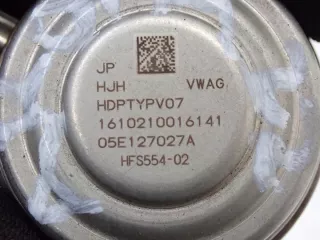 JP
HJH VWAG
HDPTYPV07
1610210016141
05E127027A
HFS554-02